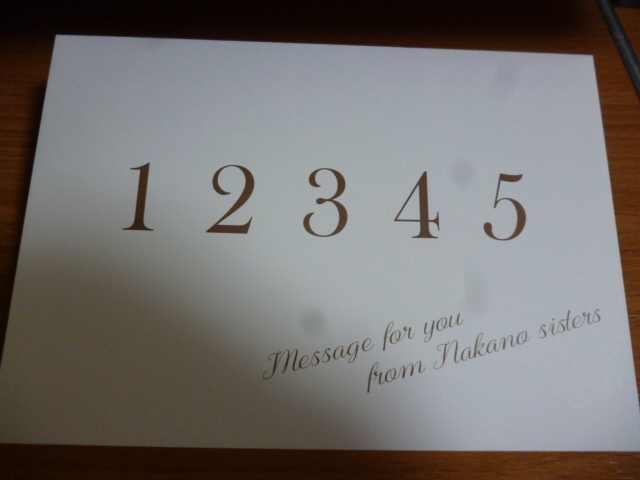 1 2 3 4 5
Message for you
from Nakano sisters